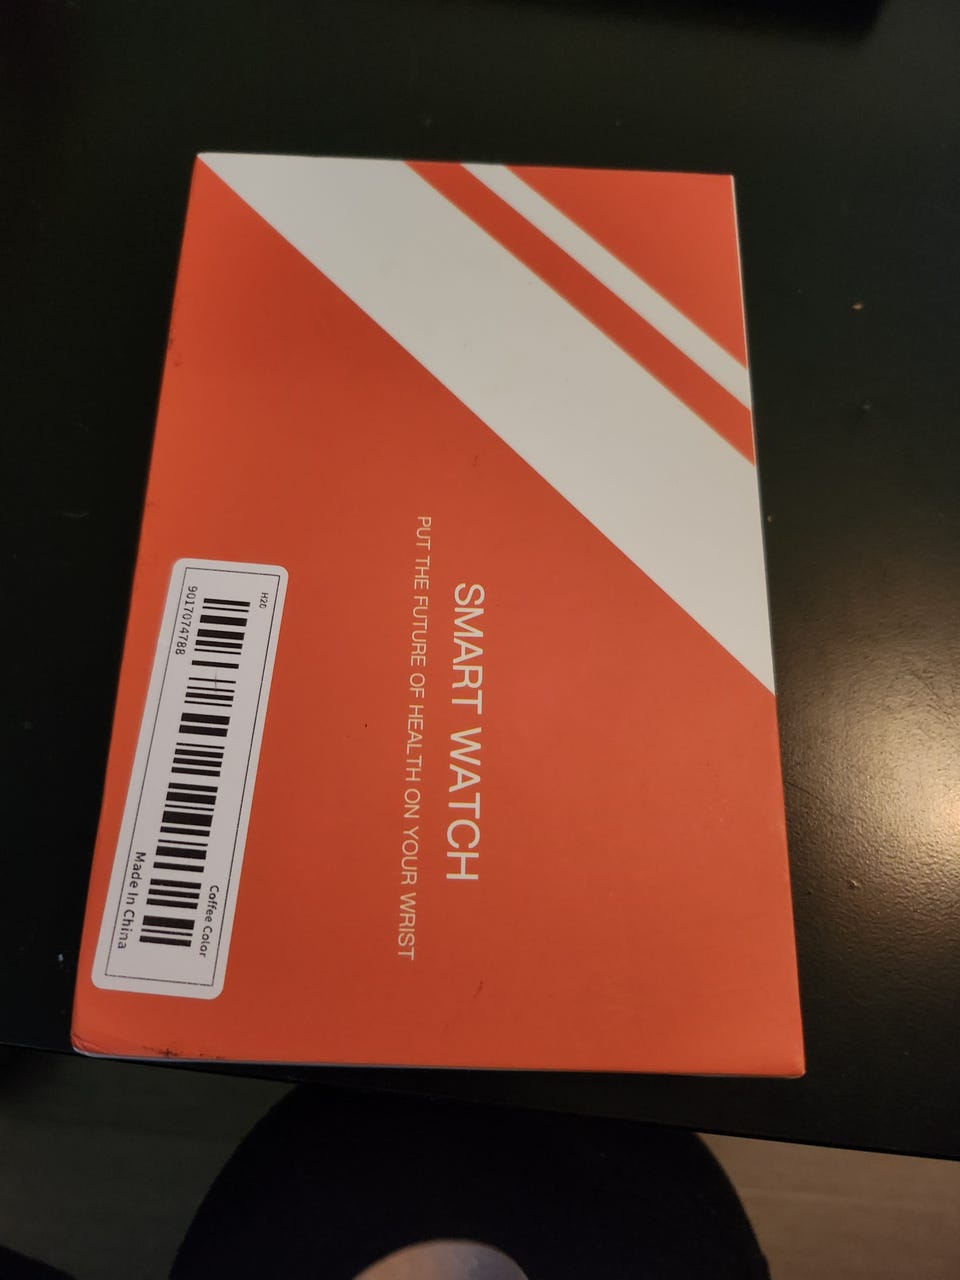 SMART WATCH
PUT THE FUTURE OF HEALTH ON YOUR WRIST
H20
Coffee Color
9017074788
Made In China